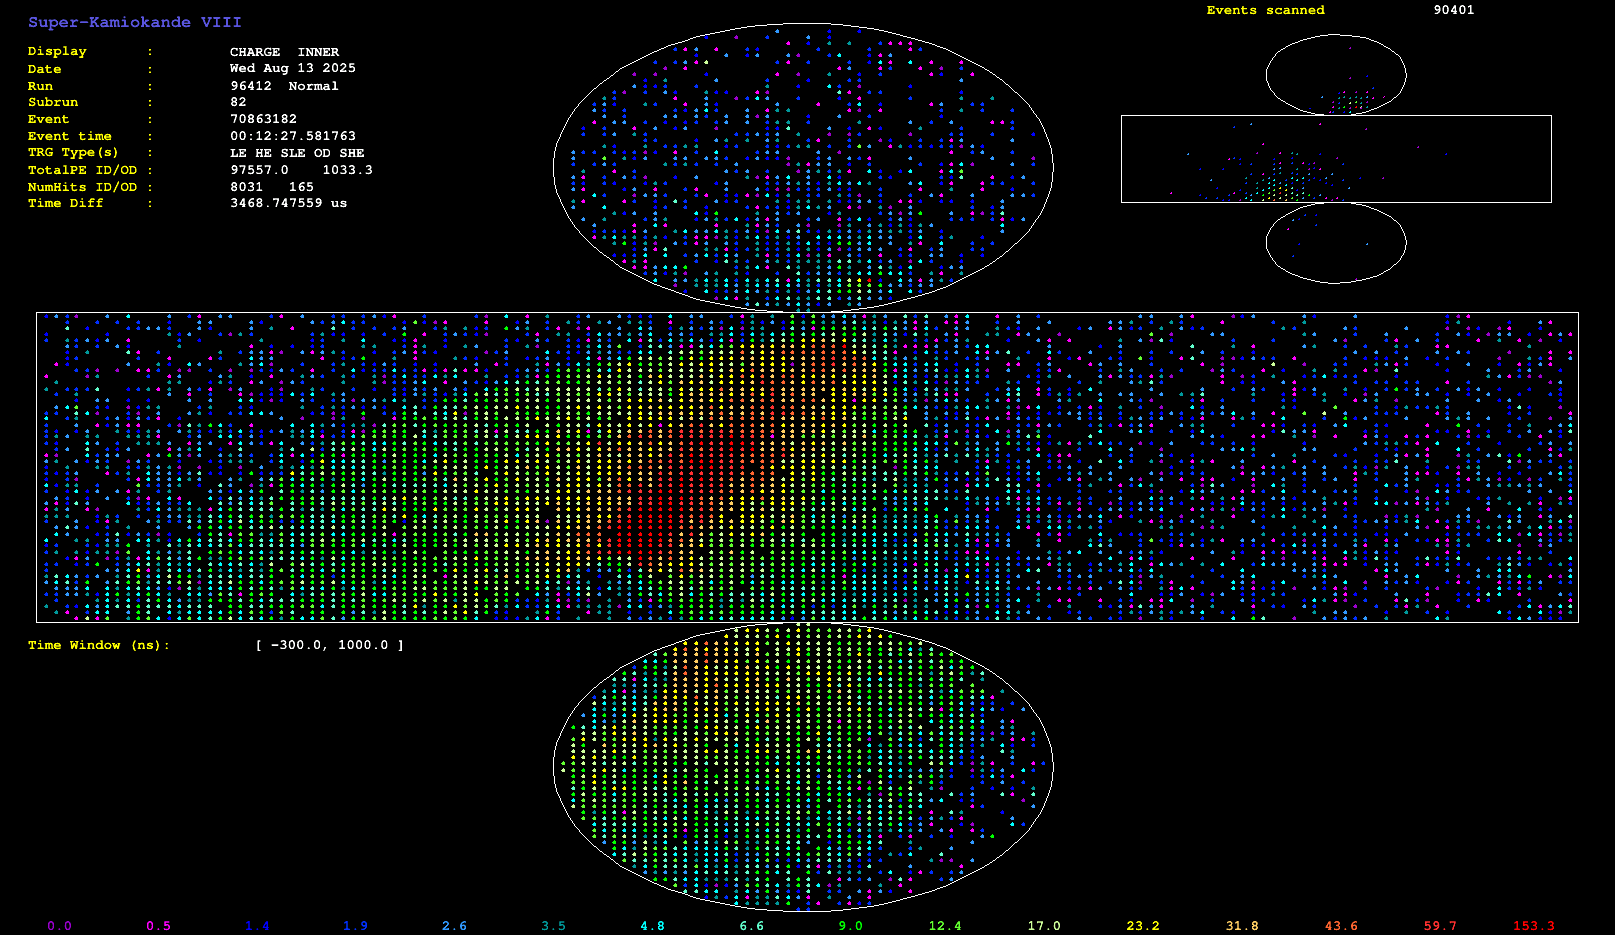 Super-Kamiokande VIII
Events scanned 90401
Display : CHARGE INNER
Date : Wed Aug 13 2025
Run : 96412 Normal
Subrun : 82
Event : 70863182
Event time : 00:12:27.581763
TRG Type(s) : LE HE SLE OD SHE
TotalPE ID/OD : 97557.0 1033.3
NumHits ID/OD : 8031 165
Time Diff : 3468.747559 us
Time Window (ns): [ -300.0, 1000.0 ]
0.0 0.5 1.4 1.9 2.6 3.5 4.8 6.6 9.0 12.4 17.0 23.2 31.8 43.6 59.7 153.3